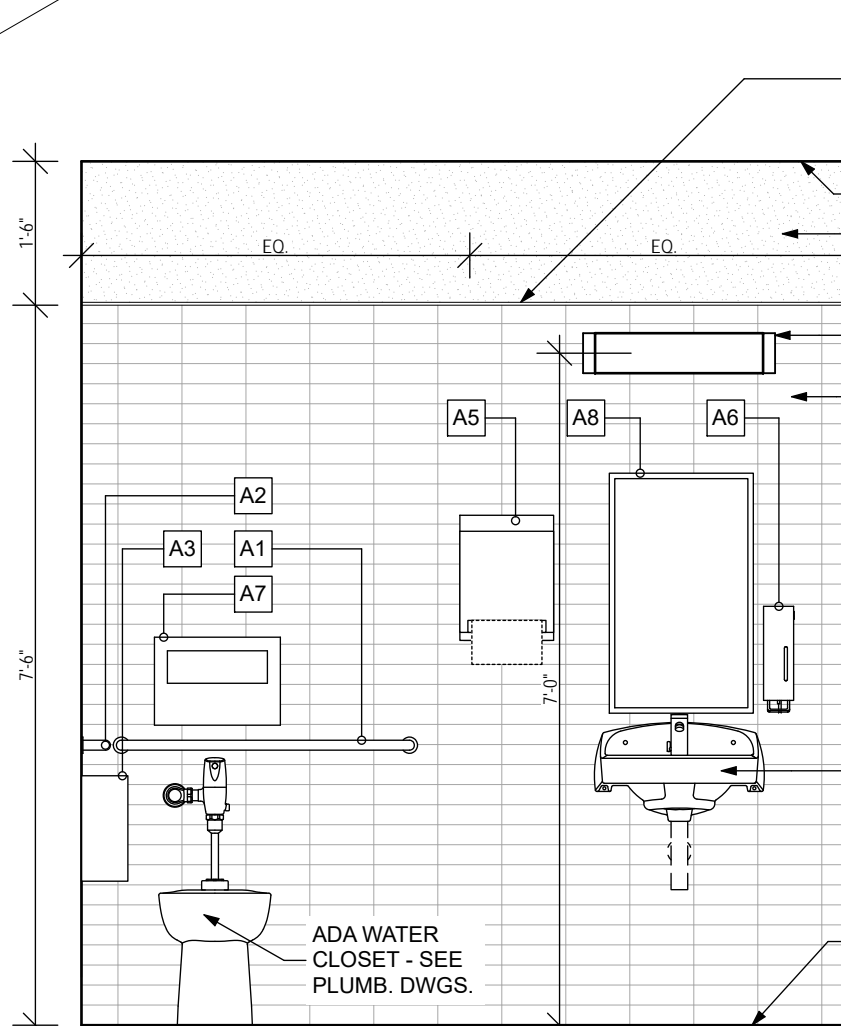 1'-6"
EQ.
EQ.
A5
A8
A6
A2
A3
A1
A7
7'-6"
7'-0"
ADA WATER
CLOSET - SEE
PLUMB. DWGS.